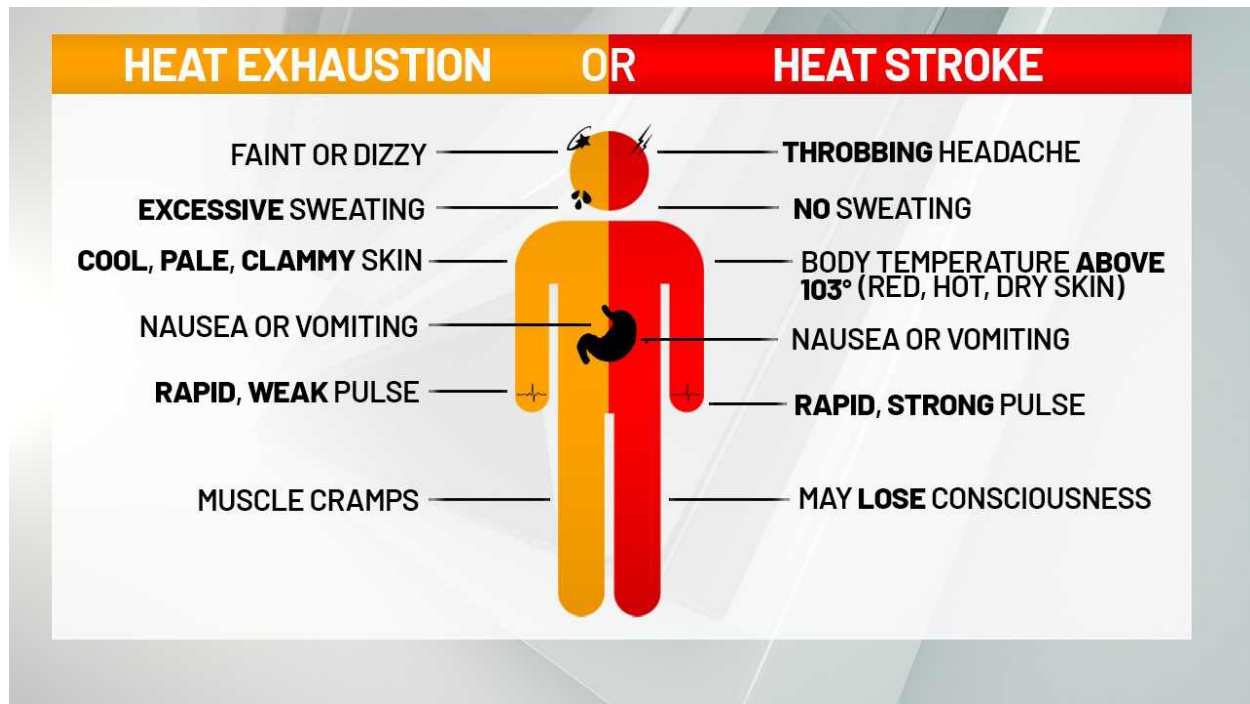 HEAT EXHAUSTION OR HEAT STROKE
FAINT OR DIZZY
EXCESSIVE SWEATING
COOL, PALE, CLAMMY SKIN
NAUSEA OR VOMITING
RAPID, WEAK PULSE
MUSCLE CRAMPS
THROBBING HEADACHE
NO SWEATING
BODY TEMPERATURE ABOVE
103° (RED, HOT, DRY SKIN)
NAUSEA OR VOMITING
RAPID, STRONG PULSE
MAY LOSE CONSCIOUSNESS